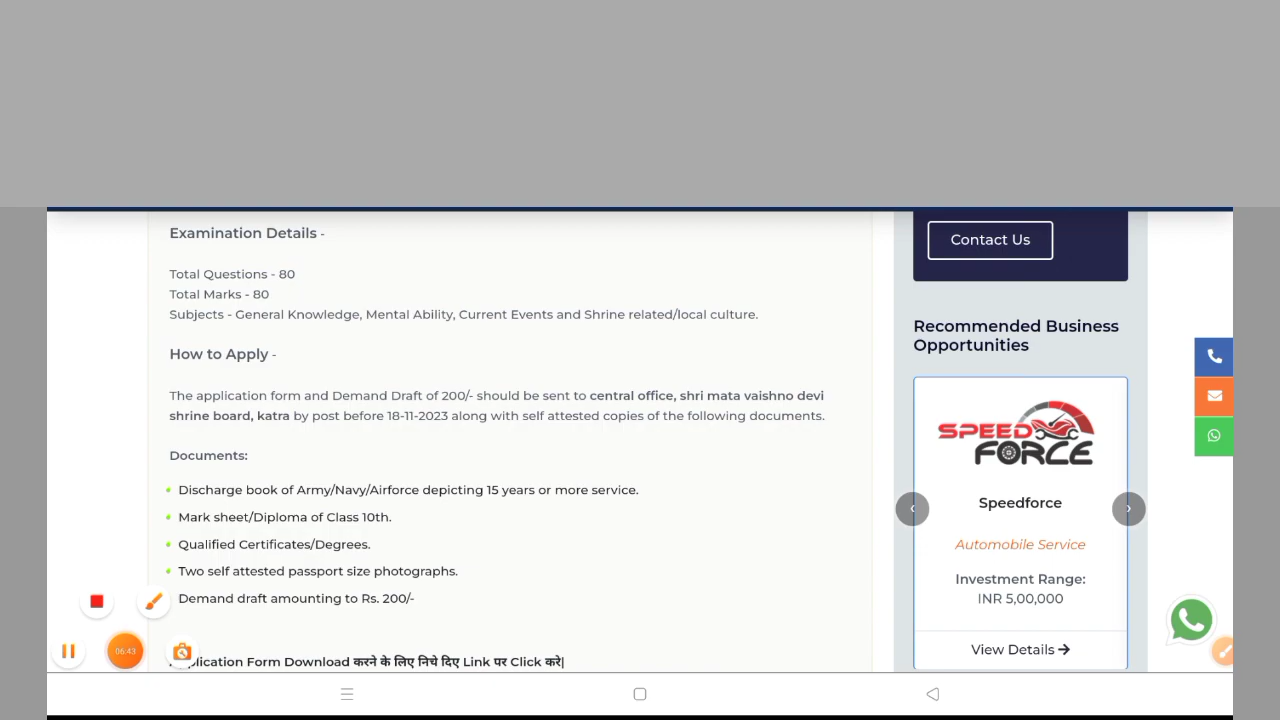 Examination Details -
Total Questions - 80
Total Marks - 80
Subjects - General Knowledge, Mental Ability, Current Events and Shrine related/local culture.
How to Apply -
The application form and Demand Draft of 200/- should be sent to central office, shri mata vaishno devi
shrine board, katra by post before 18-11-2023 along with self attested copies of the following documents.
Documents:
Discharge book of Army/Navy/Airforce depicting 15 years or more service.
Mark sheet/Diploma of Class 10th.
Qualified Certificates/Degrees.
Two self attested passport size photographs.
Demand draft amounting to Rs. 200/-
Form Download करने के लिए निचे दिए Link पर Click करे|
06:43
Contact Us
Recommended Business
Opportunities
SPEED
FORCE
Speedforce
Automobile Service
Investment Range:
INR 5,00,000
View Details